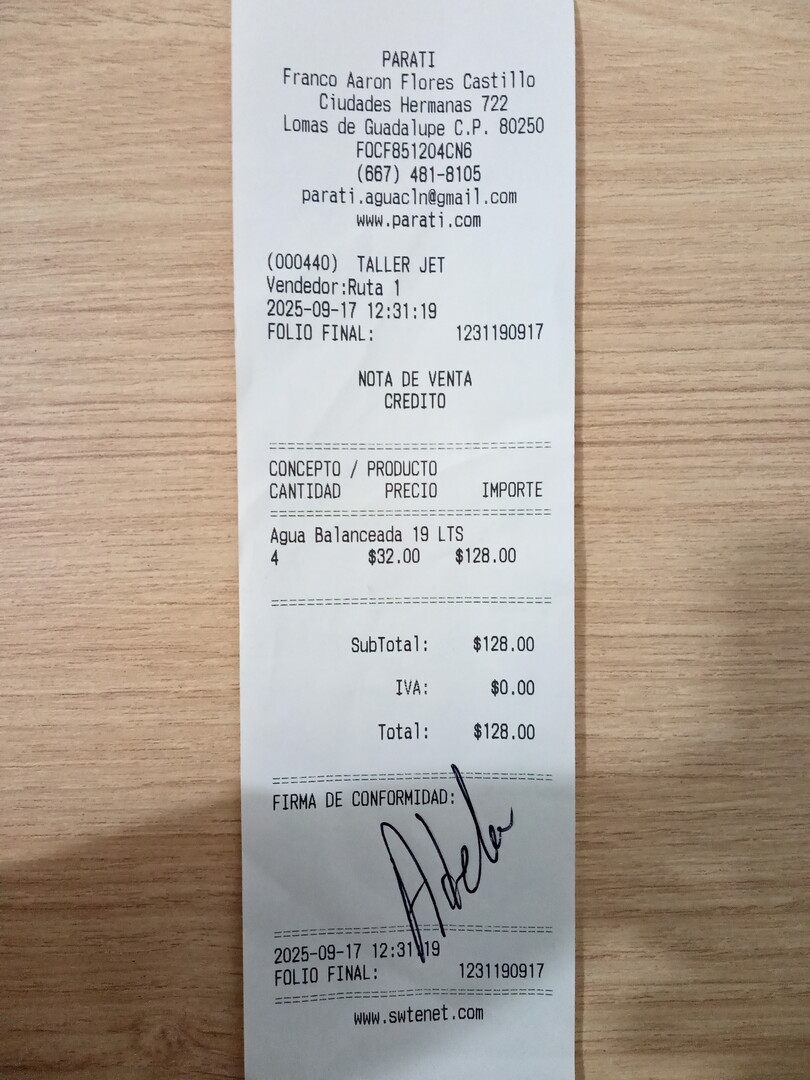 PARATI
Franco Aaron Flores Castillo
Ciudades Hermanas 722
Lomas de Guadalupe C.P. 80250
FOCF851204CN6
(667) 481-8105
parati.aguacln@gmail.com
www.parati.com
(000440) TALLER JET
Vendedor:Ruta 1
2025-09-17 12:31:19
FOLIO FINAL: 1231190917
NOTA DE VENTA
CREDITO
CONCEPTO / PRODUCTO
CANTIDAD PRECIO IMPORTE
Agua Balanceada 19 LTS
4 $32.00 $128.00
SubTotal: $128.00
IVA: $0.00
Total: $128.00
FIRMA DE CONFORMIDAD:
Adela
2025-09-17 12:31:19
FOLIO FINAL: 1231190917
www.swtenet.com